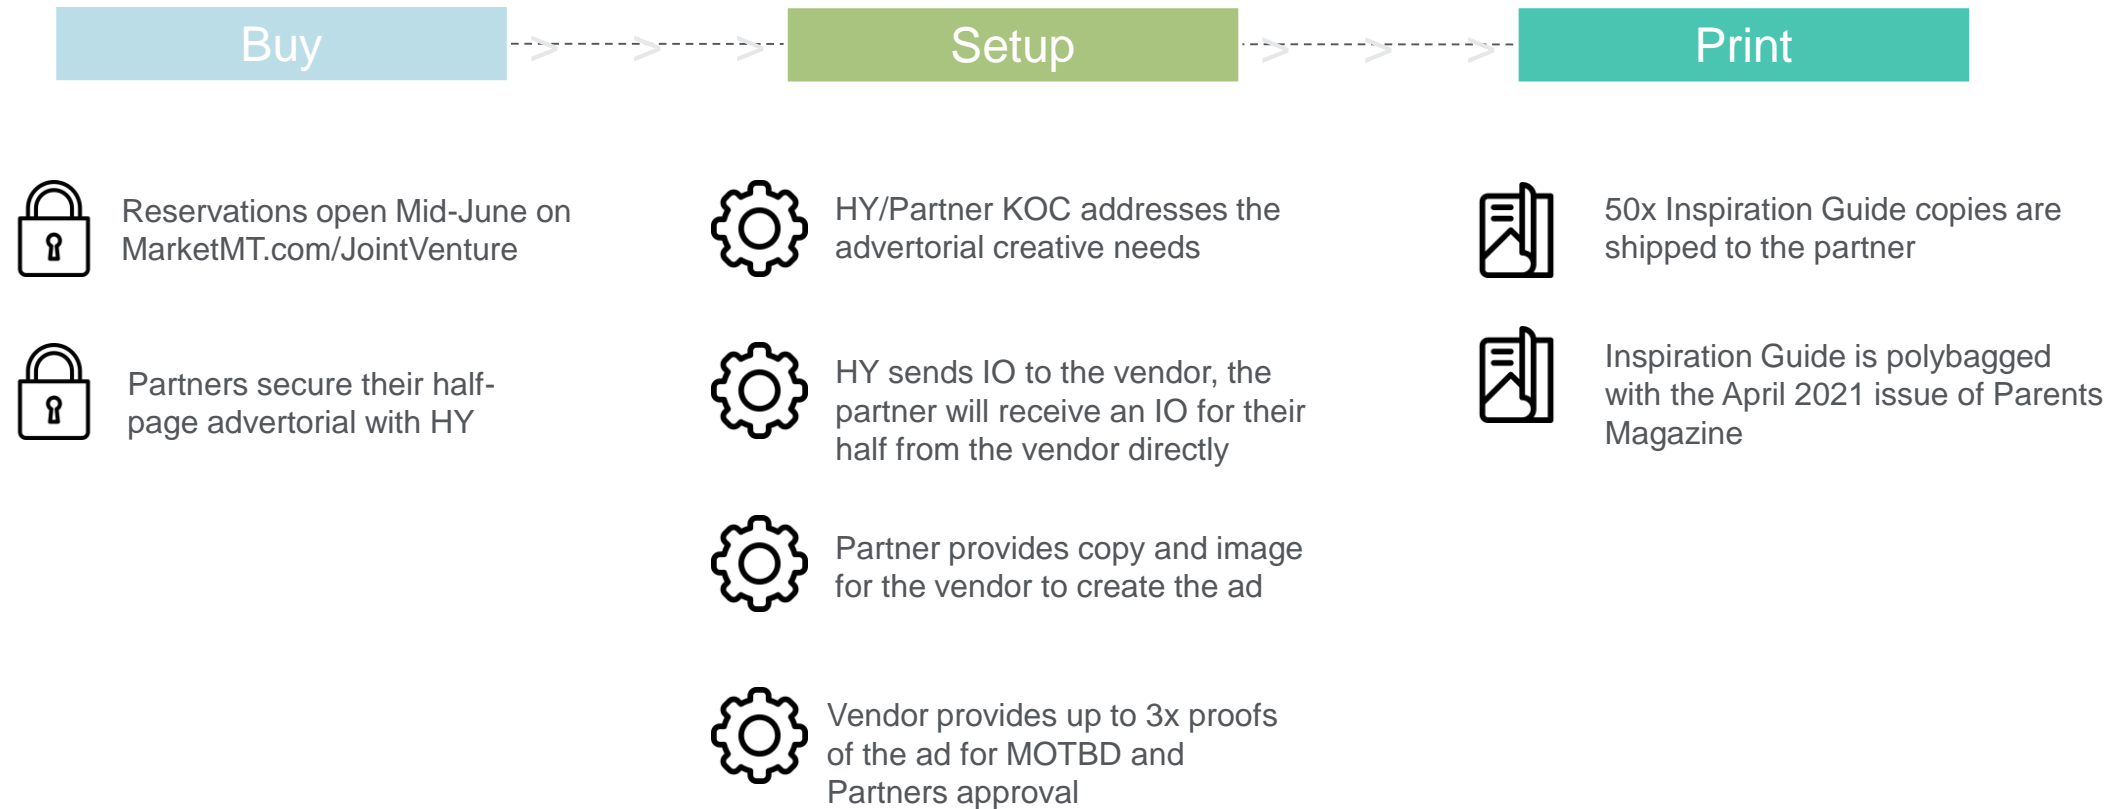 Buy
> > >
Setup
> > >
Print
Reservations open Mid-June on
MarketMT.com/JointVenture
Partners secure their half-
page advertorial with HY
HY/Partner KOC addresses the
advertorial creative needs
HY sends IO to the vendor, the
partner will receive an IO for their
half from the vendor directly
Partner provides copy and image
for the vendor to create the ad
Vendor provides up to 3x proofs
of the ad for MOTBD and
Partners approval
50x Inspiration Guide copies are
shipped to the partner
Inspiration Guide is polybagged
with the April 2021 issue of Parents
Magazine